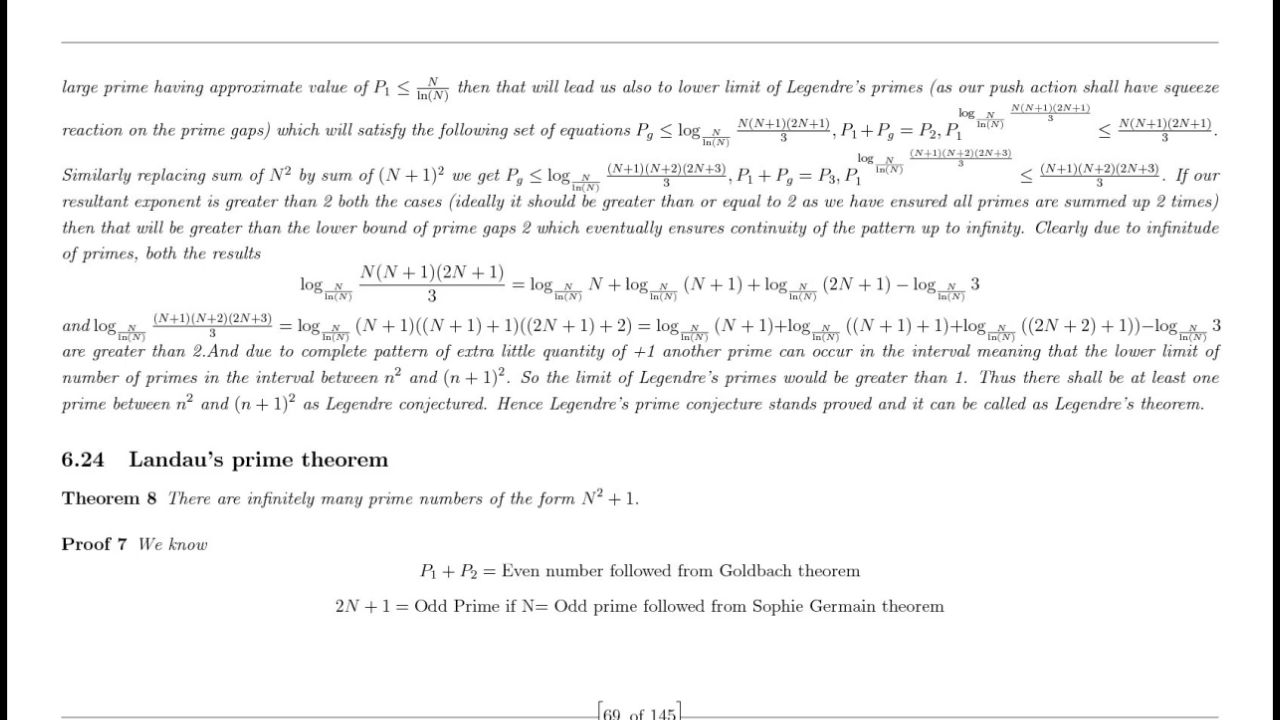 large prime having approximate value of P₁ ≤ N/ln(N) then that will lead us also to lower limit of Legendre's primes (as our push action shall have squeeze
reaction on the prime gaps) which will satisfy the following set of equations P_g ≤ log_{N/ln(N)} N(N+1)(2N+1)/3, P₁ + P_g = P₂, P₁^{log_{N/ln(N)} N(N+1)(2N+1)/3} ≤ N(N+1)(2N+1)/3.
Similarly replacing sum of N² by sum of (N + 1)² we get P_g ≤ log_{N/ln(N)} (N+1)(N+2)(2N+3)/3, P₁ + P_g = P₃, P₁^{log_{N/ln(N)} (N+1)(N+2)(2N+3)/3} ≤ (N+1)(N+2)(2N+3)/3. If our
resultant exponent is greater than 2 both the cases (ideally it should be greater than or equal to 2 as we have ensured all primes are summed up 2 times)
then that will be greater than the lower bound of prime gaps 2 which eventually ensures continuity of the pattern up to infinity. Clearly due to infinitude
of primes, both the results
log_{N/ln(N)} N(N + 1)(2N + 1)/3 = log_{N/ln(N)} N + log_{N/ln(N)} (N + 1) + log_{N/ln(N)} (2N + 1) − log_{N/ln(N)} 3
and log_{N/ln(N)} (N+1)(N+2)(2N+3)/3 = log_{N/ln(N)} (N + 1)((N + 1) + 1)((2N + 1) + 2) = log_{N/ln(N)} (N + 1)+log_{N/ln(N)} ((N + 1) + 1)+log_{N/ln(N)} ((2N + 2) + 1))−log_{N/ln(N)} 3
are greater than 2.And due to complete pattern of extra little quantity of +1 another prime can occur in the interval meaning that the lower limit of
number of primes in the interval between n² and (n + 1)². So the limit of Legendre's primes would be greater than 1. Thus there shall be at least one
prime between n² and (n + 1)² as Legendre conjectured. Hence Legendre's prime conjecture stands proved and it can be called as Legendre's theorem.
6.24 Landau's prime theorem
Theorem 8 There are infinitely many prime numbers of the form N² + 1.
Proof 7 We know
P₁ + P₂ = Even number followed from Goldbach theorem
2N + 1 = Odd Prime if N= Odd prime followed from Sophie Germain theorem
[69 of 145]